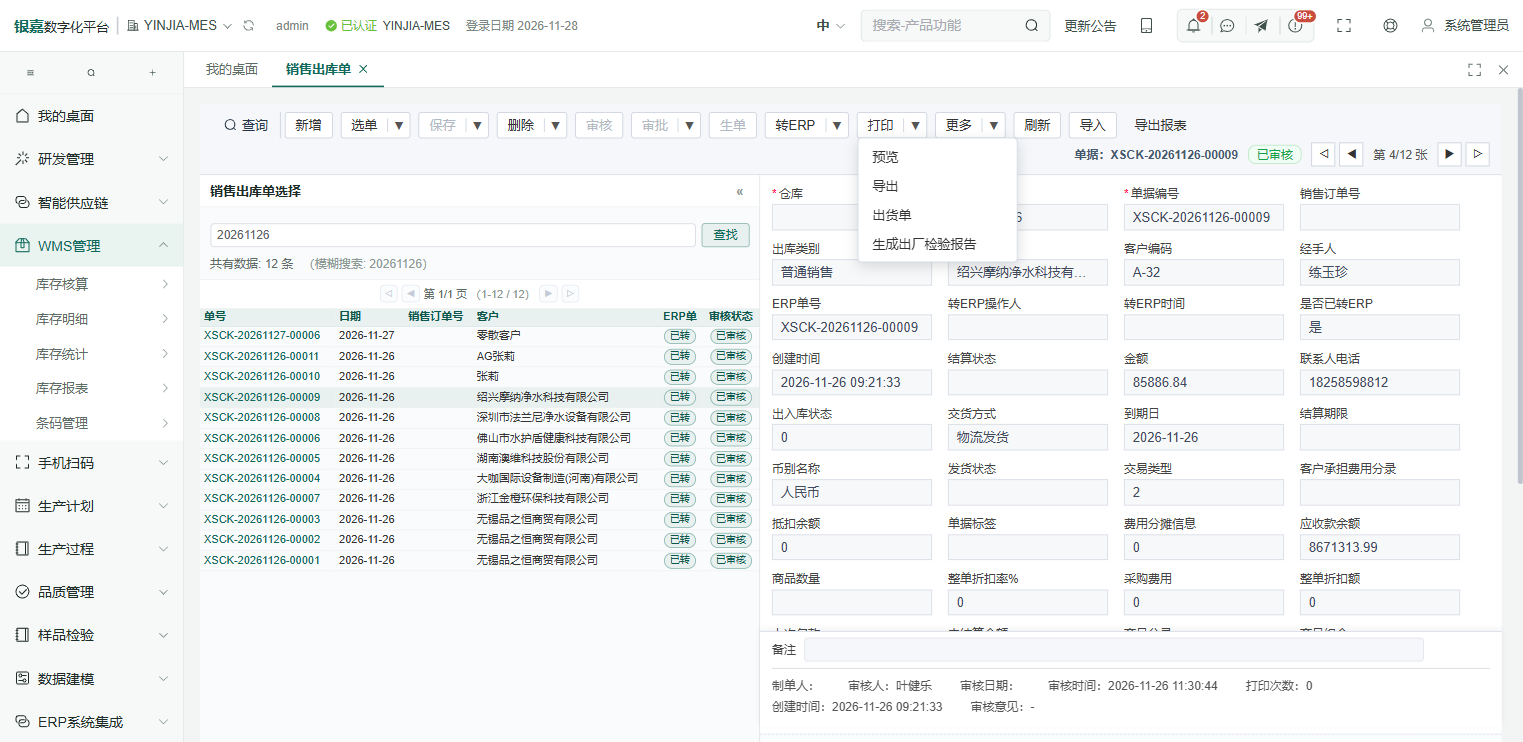 银嘉数字化平台 YINJIA-MES admin 已认证 YINJIA-MES 登录日期 2026-11-28 中 搜索-产品功能 更新公告 2 99+ 系统管理员
我的桌面 销售出库单
我的桌面
研发管理
智能供应链
WMS管理
库存核算
库存明细
库存统计
库存报表
条码管理
手机扫码
生产计划
生产过程
品质管理
样品检验
数据建模
ERP系统集成
查询 新增 选单 保存 删除 审核 审批 生单 转ERP 打印 更多 刷新 导入 导出报表
单据: XSCK-20261126-00009 已审核 第 4/12 张
预览
导出
出货单
生成出厂检验报告
销售出库单选择 «
20261126 查找
共有数据: 12 条 (模糊搜索: 20261126)
第 1/1 页 (1-12 / 12)
单号 日期 销售订单号 客户 ERP单 审核状态
XSCK-20261127-00006 2026-11-27 零散客户 已转 已审核
XSCK-20261126-00011 2026-11-26 AG张莉 已转 已审核
XSCK-20261126-00010 2026-11-26 张莉 已转 已审核
XSCK-20261126-00009 2026-11-26 绍兴摩纳净水科技有限公司 已转 已审核
XSCK-20261126-00008 2026-11-26 深圳市法兰尼净水设备有限公司 已转 已审核
XSCK-20261126-00006 2026-11-26 佛山市水护盾健康科技有限公司 已转 已审核
XSCK-20261126-00005 2026-11-26 湖南澳维科技股份有限公司 已转 已审核
XSCK-20261126-00004 2026-11-26 大咖国际设备制造(河南)有限公司 已转 已审核
XSCK-20261126-00007 2026-11-26 浙江金橙环保科技有限公司 已转 已审核
XSCK-20261126-00003 2026-11-26 无锡品之恒商贸有限公司 已转 已审核
XSCK-20261126-00002 2026-11-26 无锡品之恒商贸有限公司 已转 已审核
XSCK-20261126-00001 2026-11-26 无锡品之恒商贸有限公司 已转 已审核
*仓库 *单据编号 销售订单号
6 XSCK-20261126-00009
出库类别 客户编码 经手人
普通销售 绍兴摩纳净水科技有... A-32 练玉珍
ERP单号 转ERP操作人 转ERP时间 是否已转ERP
XSCK-20261126-00009 是
创建时间 结算状态 金额 联系人电话
2026-11-26 09:21:33 85886.84 18258598812
出入库状态 交货方式 到期日 结算期限
0 物流发货 2026-11-26
币别名称 发货状态 交易类型 客户承担费用分录
人民币 2
抵扣余额 单据标签 费用分摊信息 应收款余额
0 0 8671313.99
商品数量 整单折扣率% 采购费用 整单折扣额
0 0 0
备注
制单人: 审核人: 叶健乐 审核日期: 审核时间: 2026-11-26 11:30:44 打印次数: 0
创建时间: 2026-11-26 09:21:33 审核意见: -